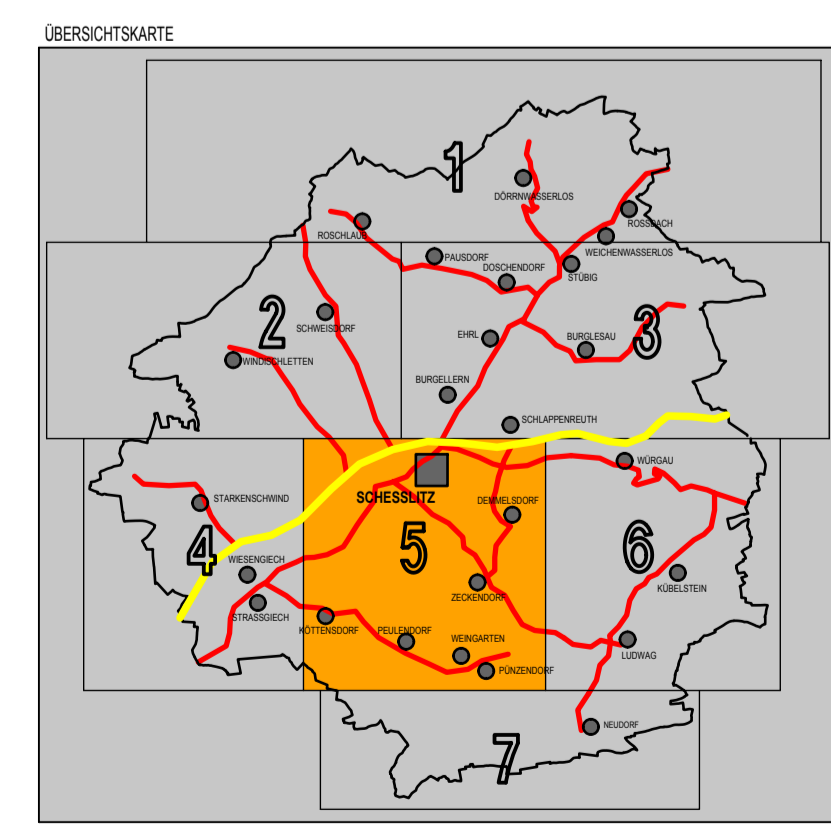 ÜBERSICHTSKARTE
1
DÖRRNWASSERLOS
ROSSDACH
ROSCHLAUB
WEICHENWASSERLOS
PAUSDORF
DOSCHENDORF
STÜBIG
2
SCHWEISDORF
3
EHRL
BURGLESAU
WINDISCHLETTEN
BURGELLERN
SCHLAPPENREUTH
WÜRGAU
SCHESSLITZ
STARKENSCHWIND
DEMMELSDORF
4
5
6
WIESENGIECH
KÜBELSTEIN
ZECKENDORF
STRASSGIECH
KÖTTENSDORF
PEULENDORF
WEINGARTEN
LUDWAG
PÜNZENDORF
NEUDORF
7